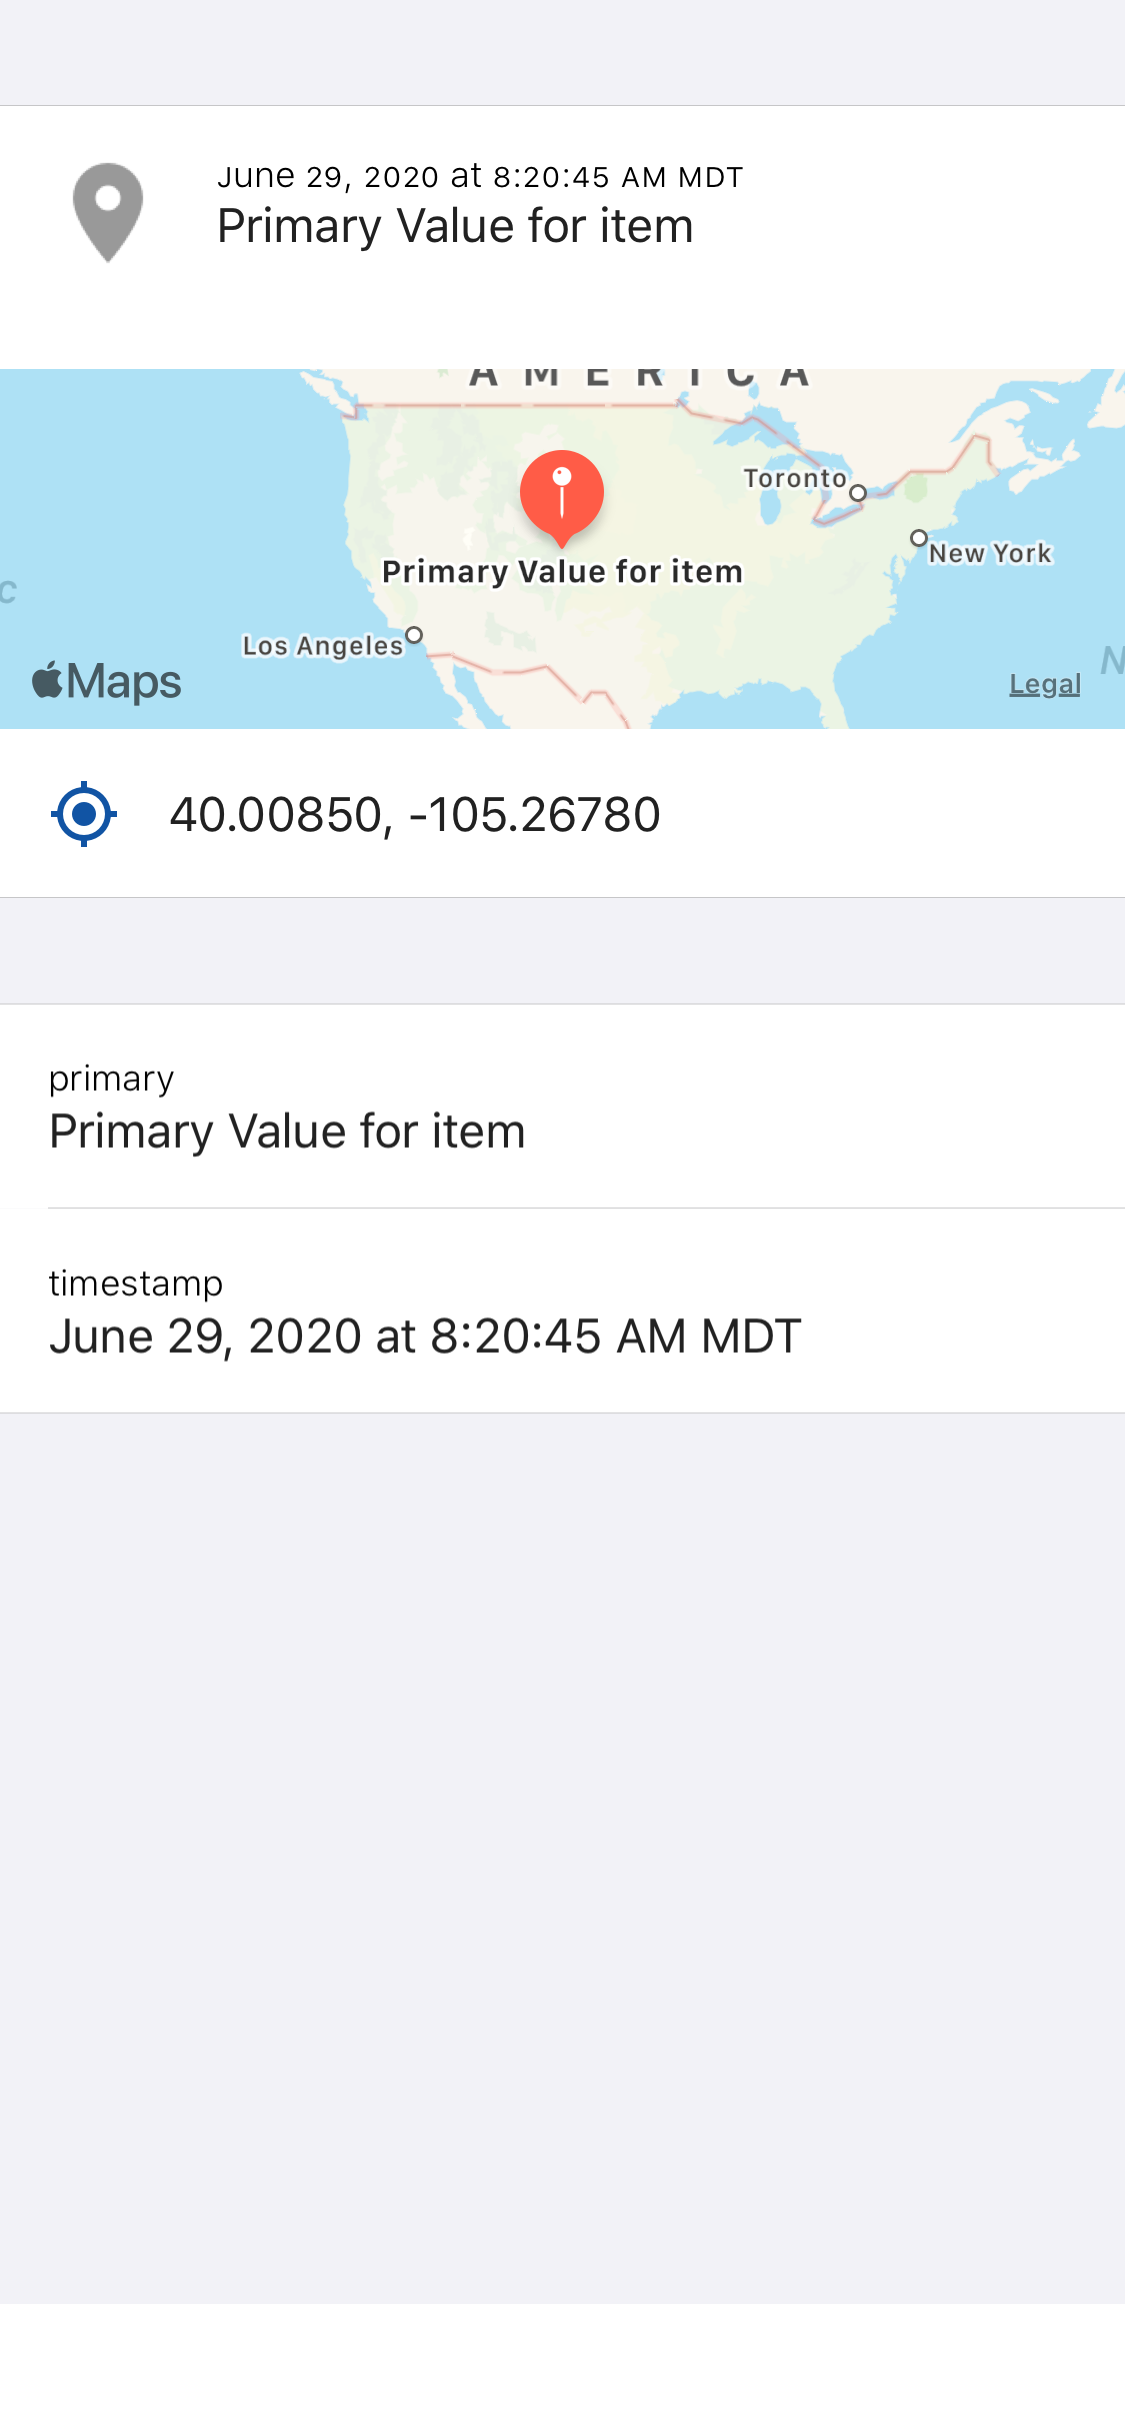 June 29, 2020 at 8:20:45 AM MDT
Primary Value for item
AMERICA
Toronto
New York
Primary Value for item
C
Los Angeles
N
Maps
Legal
40.00850, -105.26780
primary
Primary Value for item
timestamp
June 29, 2020 at 8:20:45 AM MDT